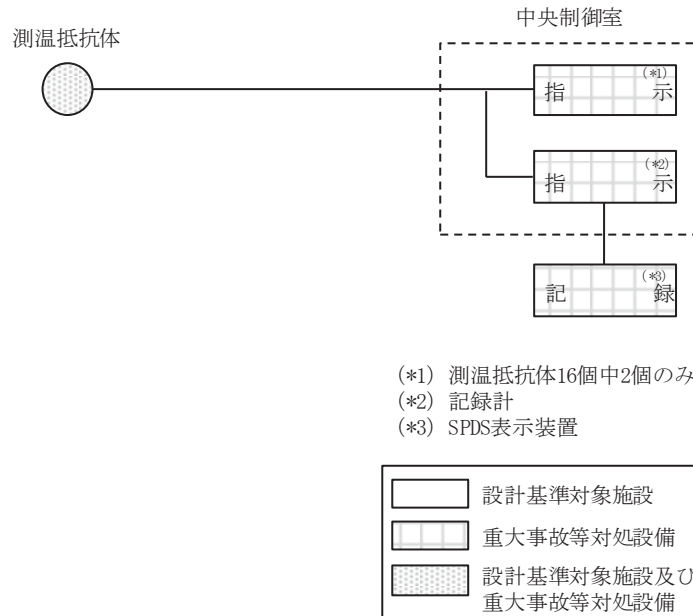 中央制御室
測温抵抗体
(*1)
指 示
(*2)
指 示
(*3)
記 録
(*1) 測温抵抗体16個中2個のみ
(*2) 記録計
(*3) SPDS表示装置
設計基準対象施設
重大事故等対処設備
設計基準対象施設及び
重大事故等対処設備